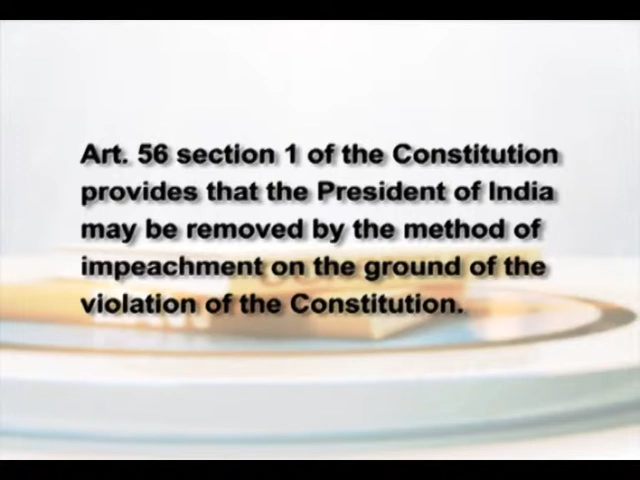 Art. 56 section 1 of the Constitution
provides that the President of India
may be removed by the method of
impeachment on the ground of the
violation of the Constitution.